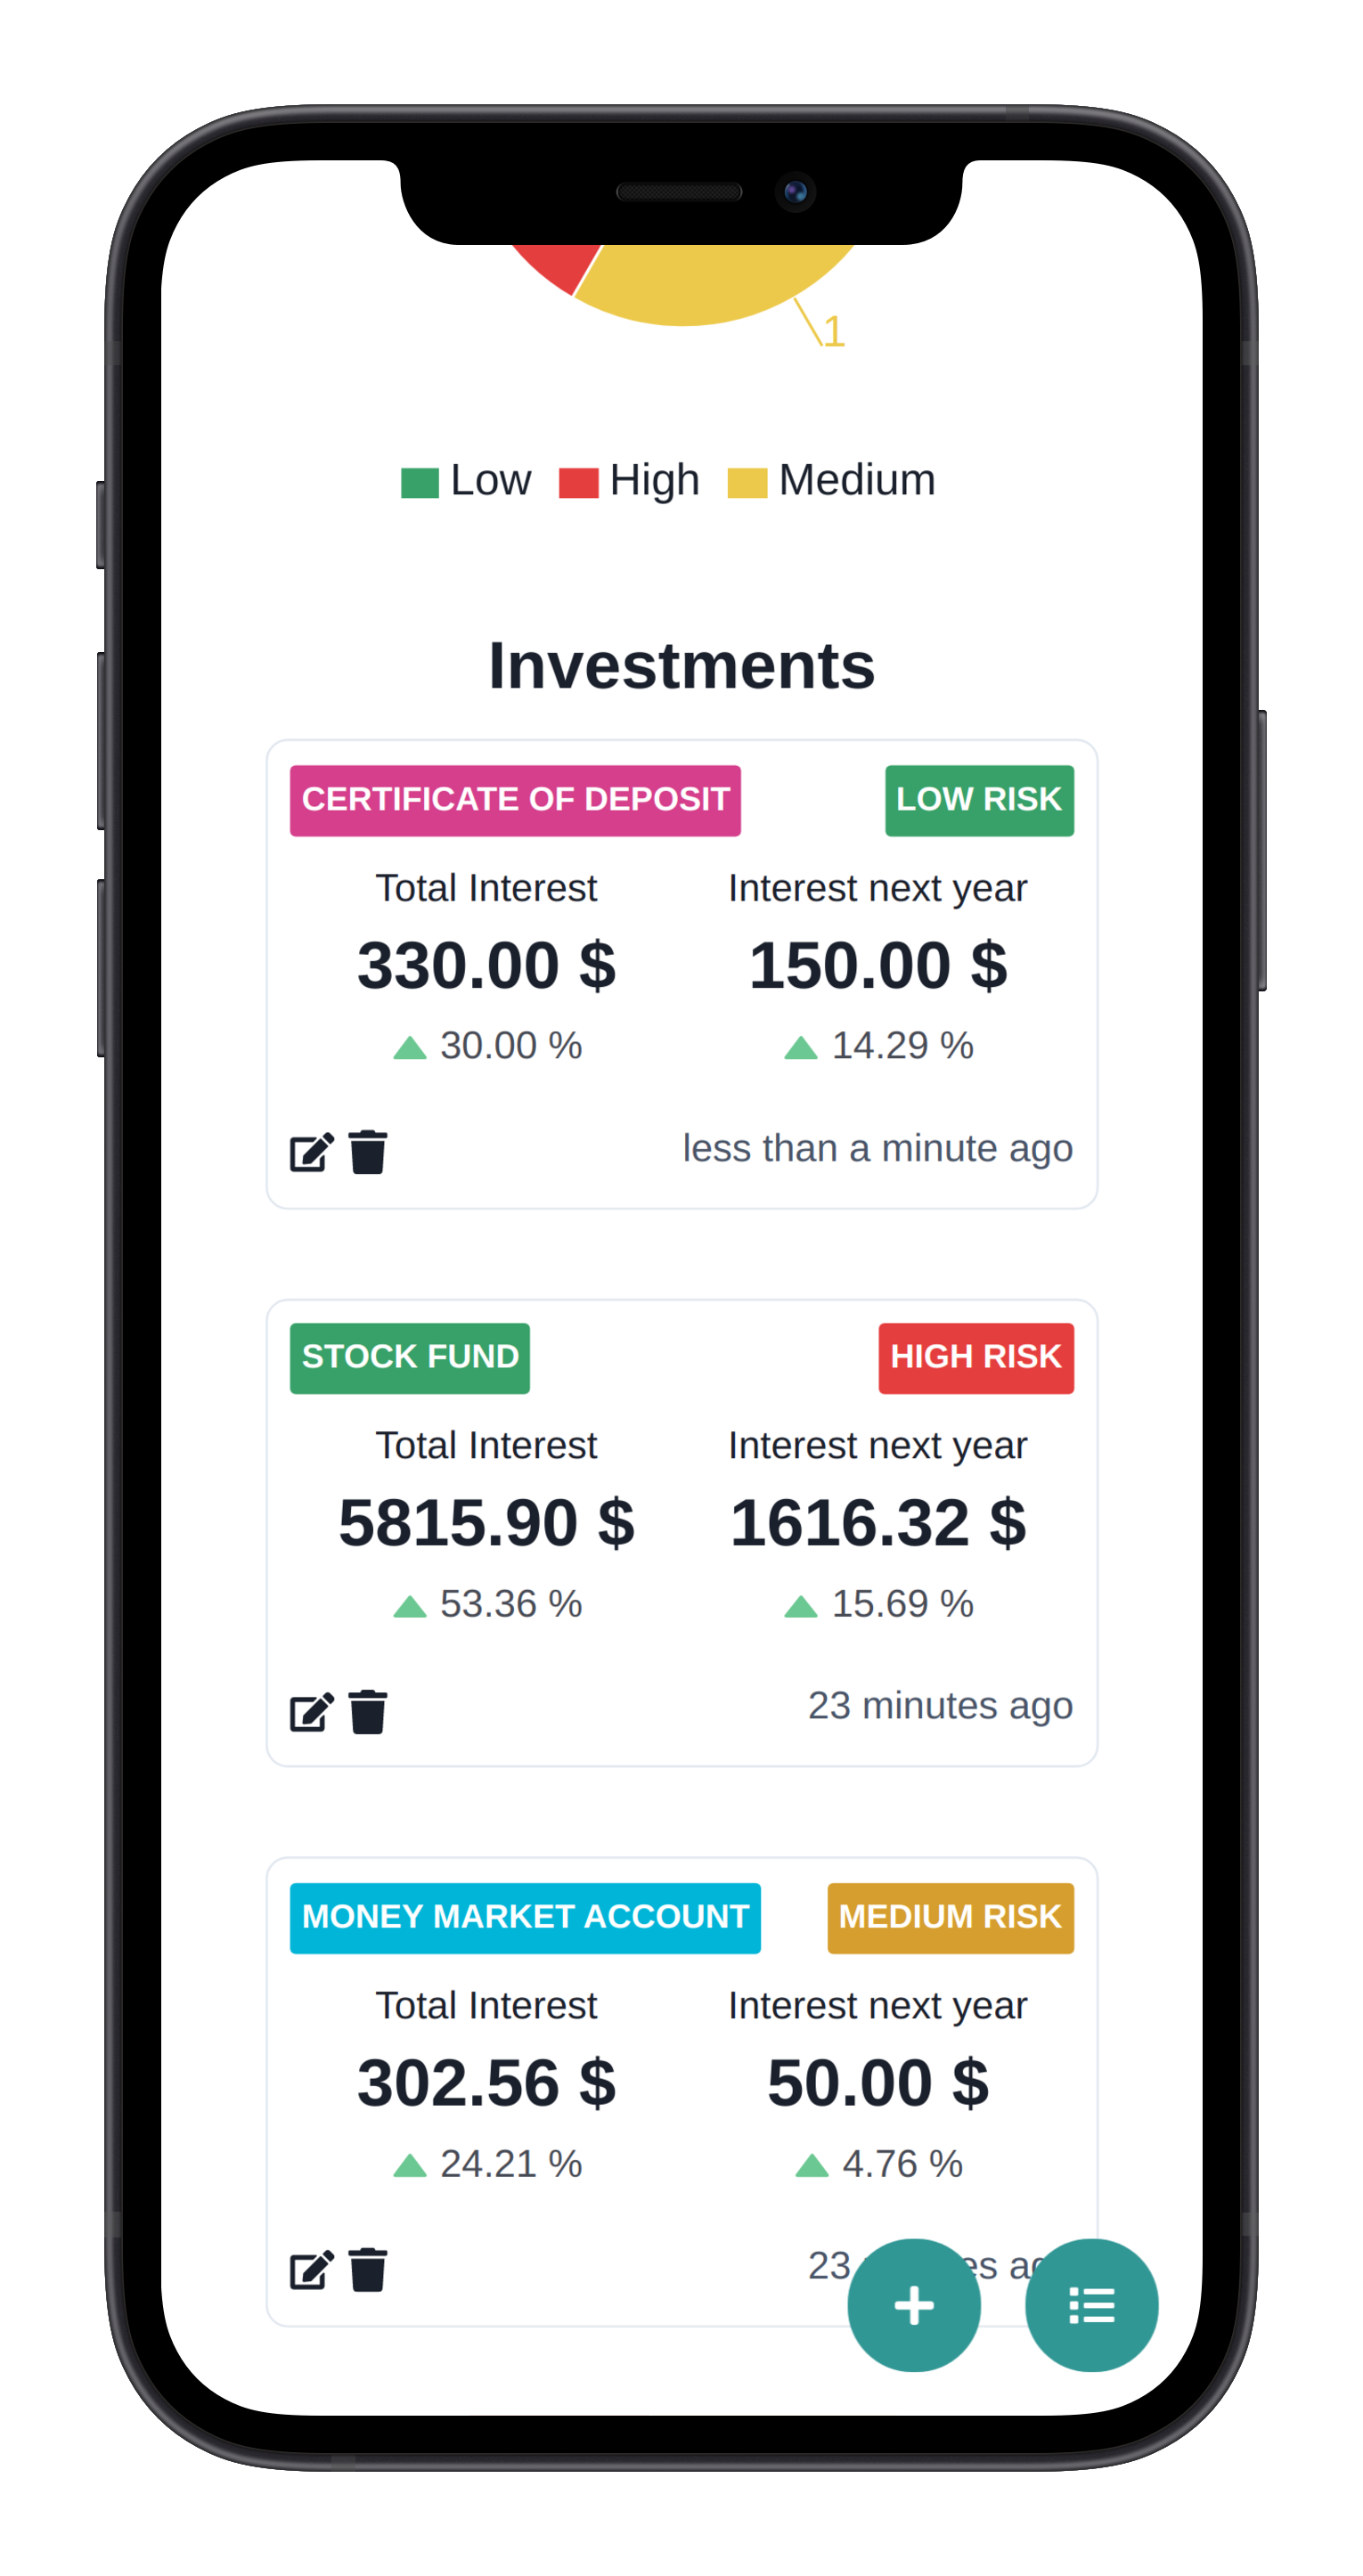 1
Low High Medium
Investments
CERTIFICATE OF DEPOSIT LOW RISK
Total Interest Interest next year
330.00 $ 150.00 $
30.00 % 14.29 %
less than a minute ago
STOCK FUND HIGH RISK
Total Interest Interest next year
5815.90 $ 1616.32 $
53.36 % 15.69 %
23 minutes ago
MONEY MARKET ACCOUNT MEDIUM RISK
Total Interest Interest next year
302.56 $ 50.00 $
24.21 % 4.76 %
23